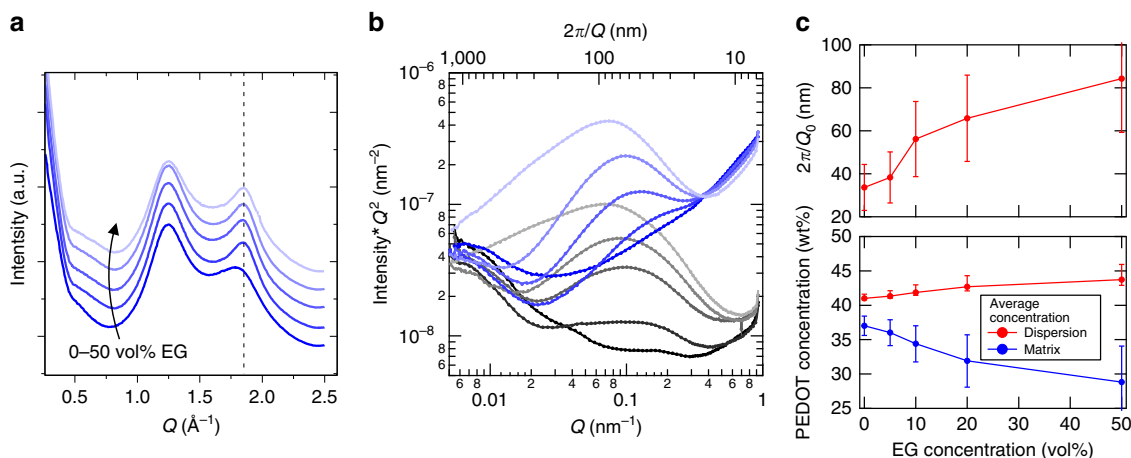 a
Intentsity (a.u.)
0–50 vol% EG
0.5 1.0 1.5 2.0 2.5
Q (Å⁻¹)
b
2π/Q (nm)
1,000 100 10
Intensity* Q² (nm⁻²)
10⁻⁶
8
6
4
2
10⁻⁷
8
6
4
2
10⁻⁸
8
6
6 8 2 4 6 8 2 4 6 8
0.01 0.1 1
Q (nm⁻¹)
c
2π/Q₀ (nm)
100
80
60
40
20
PEDOT concentration (wt%)
50
45
40
35
30
25
Average
concentration
Dispersion
Matrix
0 10 20 30 40 50
EG concentration (vol%)